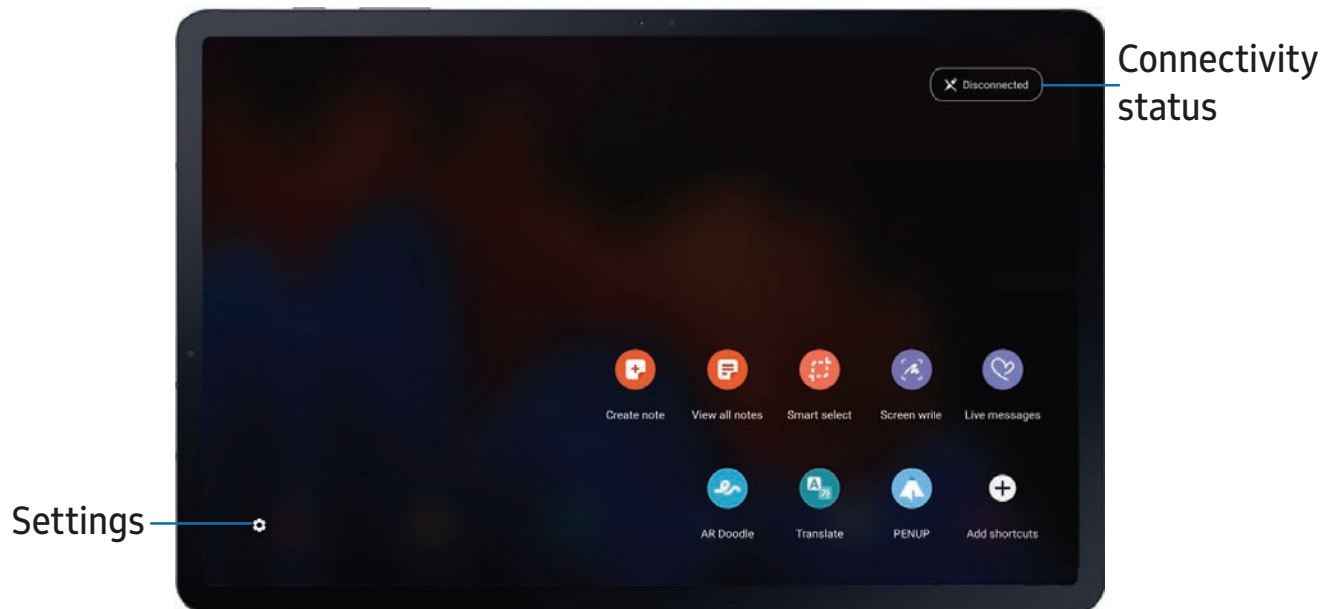 Connectivity
status
Disconnected
Create note
View all notes
Smart select
Screen write
Live messages
AR Doodle
Translate
PENUP
Add shortcuts
Settings